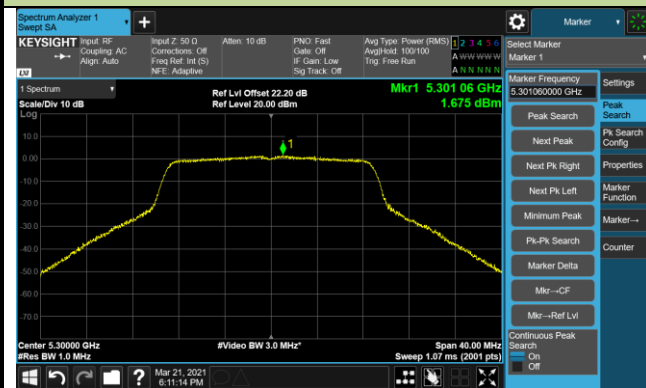 Spectrum Analyzer 1
Swept SA
+
Marker
KEYSIGHT
Input: RF
Coupling: AC
Align: Auto
Input Z: 50 Ω
Corrections: Off
Freq Ref: Int (S)
NFE: Adaptive
Atten: 10 dB
PNO: Fast
Gate: Off
IF Gain: Low
Sig Track: Off
Avg Type: Power (RMS)
Avg|Hold: 100/100
Trig: Free Run
1 2 3 4 5 6
A W W W W W
A N N N N N
LXI
Select Marker
Marker 1
1 Spectrum
Scale/Div 10 dB
Log
Ref Lvl Offset 22.20 dB
Ref Level 20.00 dBm
Mkr1 5.301 06 GHz
1.675 dBm
10.0
0.00
-10.0
-20.0
-30.0
-40.0
-50.0
-60.0
-70.0
1
Center 5.30000 GHz
#Res BW 1.0 MHz
#Video BW 3.0 MHz*
Span 40.00 MHz
Sweep 1.07 ms (2001 pts)
Marker Frequency
5.301060000 GHz
Peak Search
Next Peak
Next Pk Right
Next Pk Left
Minimum Peak
Pk-Pk Search
Marker Delta
Mkr→CF
Mkr→Ref Lvl
Continuous Peak
Search
On
Off
Settings
Peak
Search
Pk Search
Config
Properties
Marker
Function
Marker→
Counter
?
Mar 21, 2021
6:11:14 PM